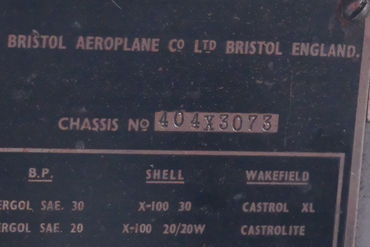 BRISTOL AEROPLANE Co LTD BRISTOL ENGLAND.
CHASSIS No 404X3073
B.P. SHELL WAKEFIELD
ERGOL SAE. 30 X-100 30 CASTROL XL
ERGOL SAE. 20 X-100 20/20W CASTROLITE